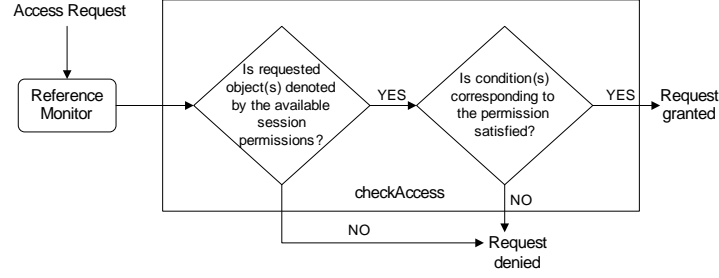 Access Request
Reference
Monitor
Is requested
object(s) denoted
by the available
session
permissions?
YES
Is condition(s)
corresponding to
the permission
satisfied?
YES
Request
granted
checkAccess
NO
NO
Request
denied